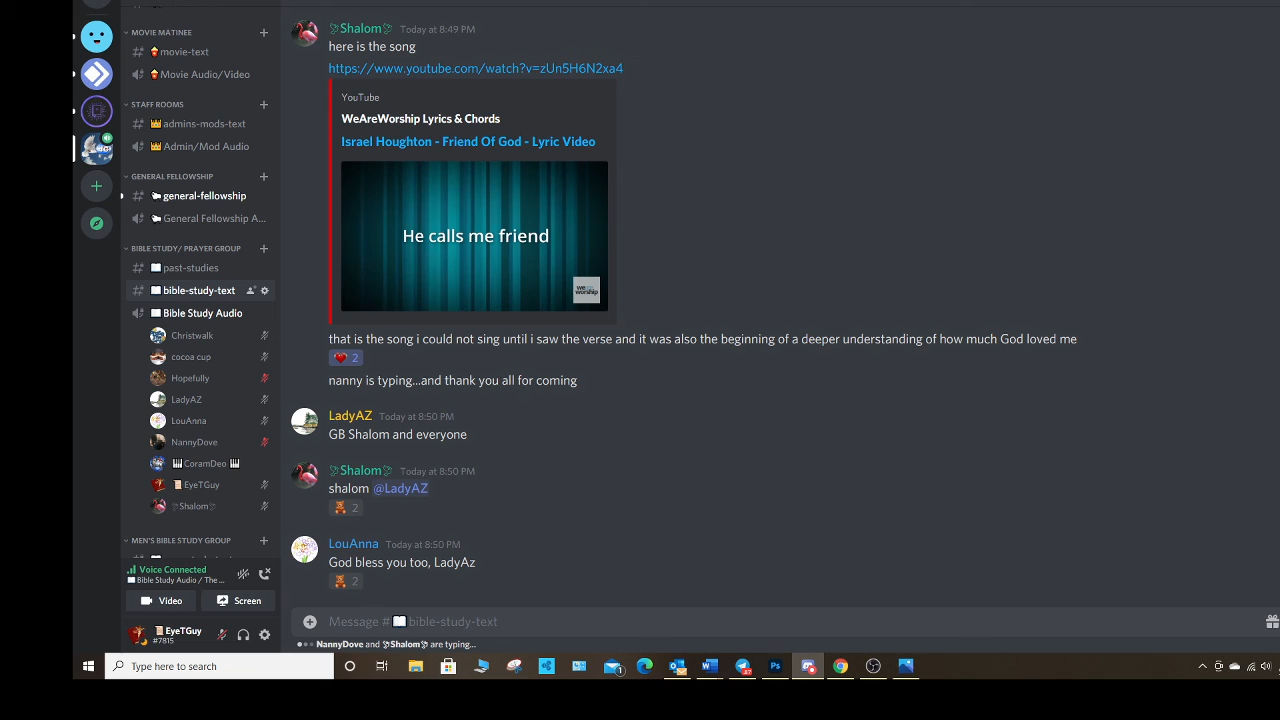 MOVIE MATINEE
movie-text
Movie Audio/Video
STAFF ROOMS
admins-mods-text
Admin/Mod Audio
GENERAL FELLOWSHIP
general-fellowship
General Fellowship A...
BIBLE STUDY/ PRAYER GROUP
past-studies
bible-study-text
Bible Study Audio
Christwalk
cocoa cup
Hopefully
LadyAZ
LouAnna
NannyDove
CoramDeo
EyeTGuy
Shalom
MEN'S BIBLE STUDY GROUP
Voice Connected
Bible Study Audio / The ...
Video
Screen
EyeTGuy
#7815
Shalom Today at 8:49 PM
here is the song
https://www.youtube.com/watch?v=zUn5H6N2xa4
YouTube
WeAreWorship Lyrics & Chords
Israel Houghton - Friend Of God - Lyric Video
He calls me friend
we
worship
that is the song i could not sing until i saw the verse and it was also the beginning of a deeper understanding of how much God loved me
2
nanny is typing...and thank you all for coming
LadyAZ Today at 8:50 PM
GB Shalom and everyone
Shalom Today at 8:50 PM
shalom @LadyAZ
2
LouAnna Today at 8:50 PM
God bless you too, LadyAz
2
Message # bible-study-text
NannyDove and Shalom are typing...
Type here to search
1